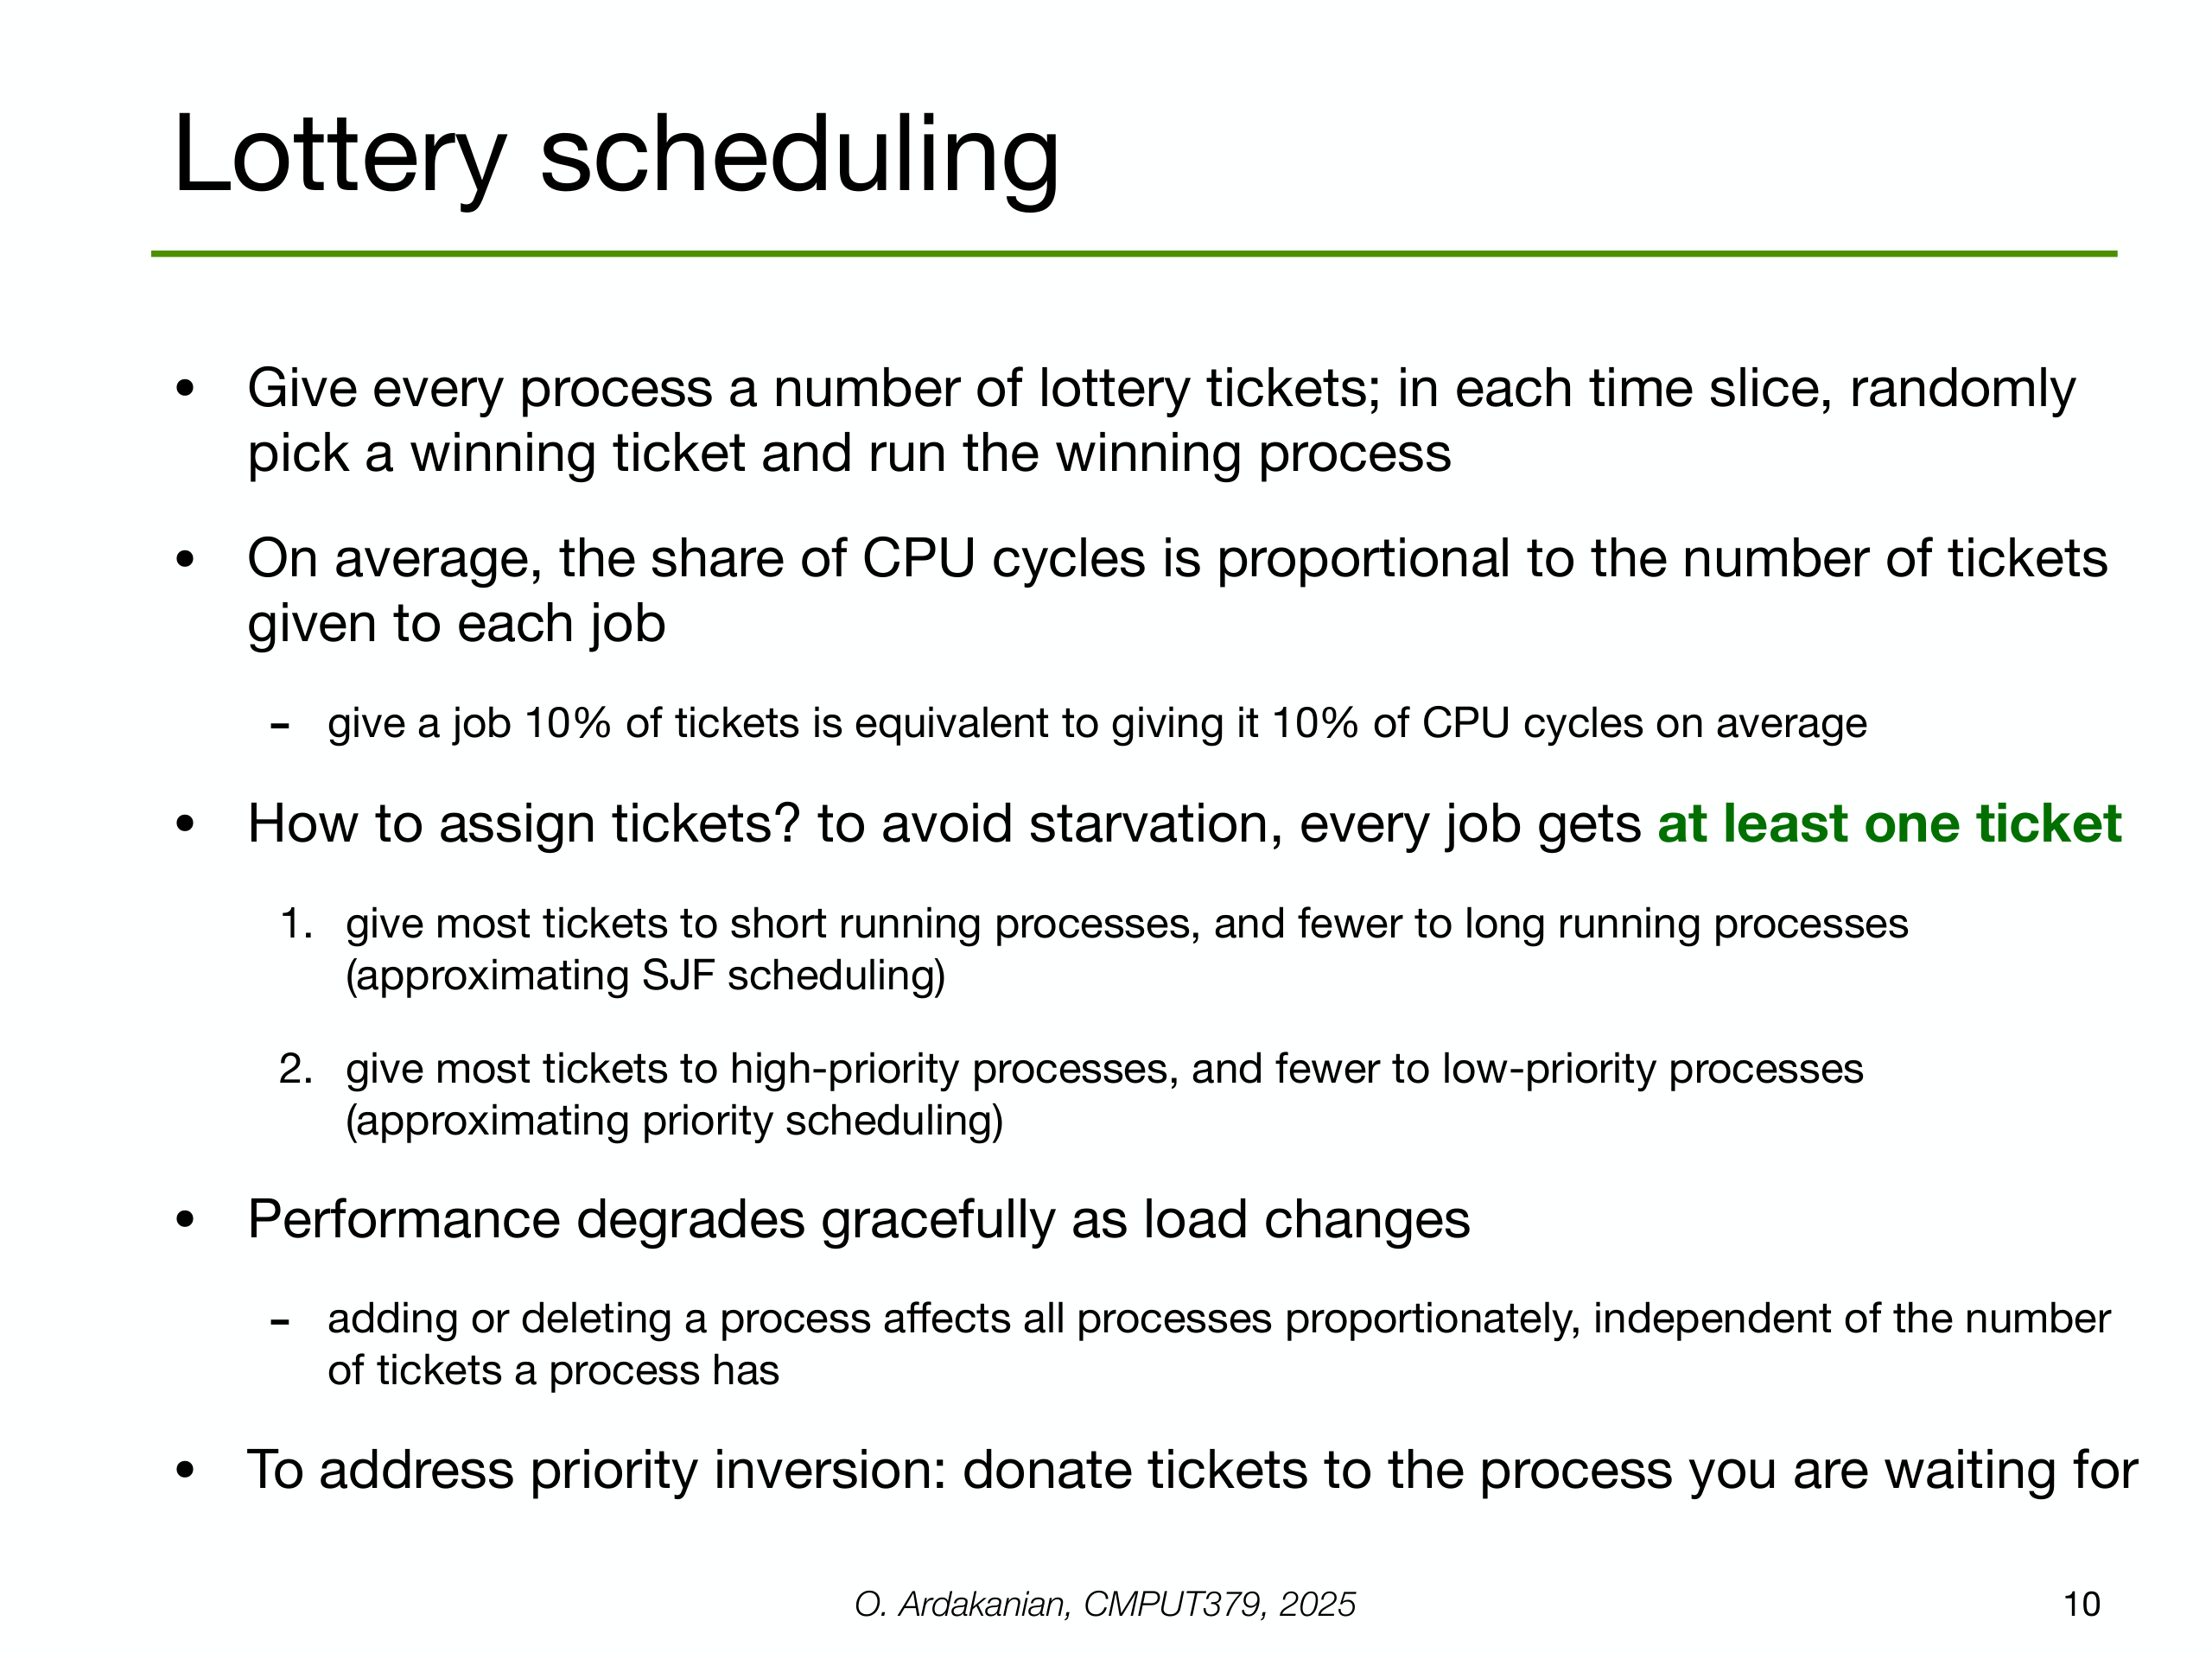 Lottery scheduling
• Give every process a number of lottery tickets; in each time slice, randomly
pick a winning ticket and run the winning process
• On average, the share of CPU cycles is proportional to the number of tickets
given to each job
- give a job 10% of tickets is equivalent to giving it 10% of CPU cycles on average
• How to assign tickets? to avoid starvation, every job gets at least one ticket
1. give most tickets to short running processes, and fewer to long running processes
(approximating SJF scheduling)
2. give most tickets to high-priority processes, and fewer to low-priority processes
(approximating priority scheduling)
• Performance degrades gracefully as load changes
- adding or deleting a process affects all processes proportionately, independent of the number
of tickets a process has
• To address priority inversion: donate tickets to the process you are waiting for
O. Ardakanian, CMPUT379, 2025
10